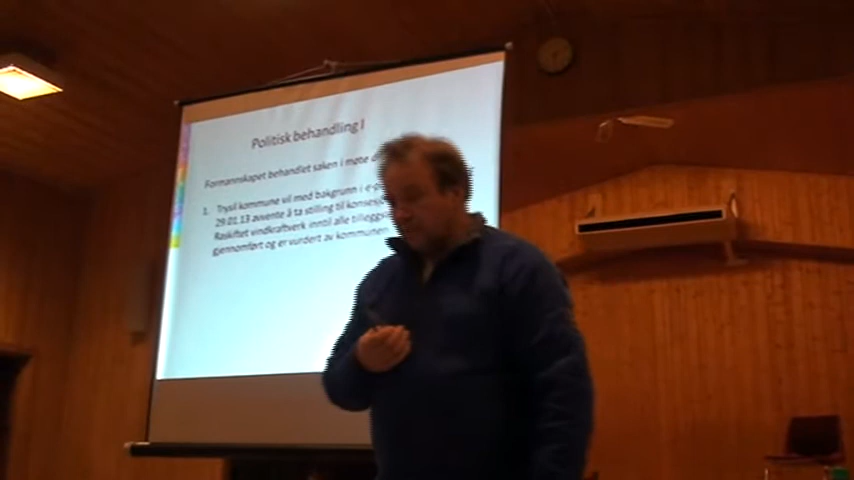 Politisk behandling I
Formannskapet behandlet saken i møte
1. Trysil kommune vil med bakgrunn i e-p
29.01.13 avvente å ta stilling til konsesj
Raskiftet vindkraftverk inntil alle tilleggs
gjennomført og er vurdert av kommunen